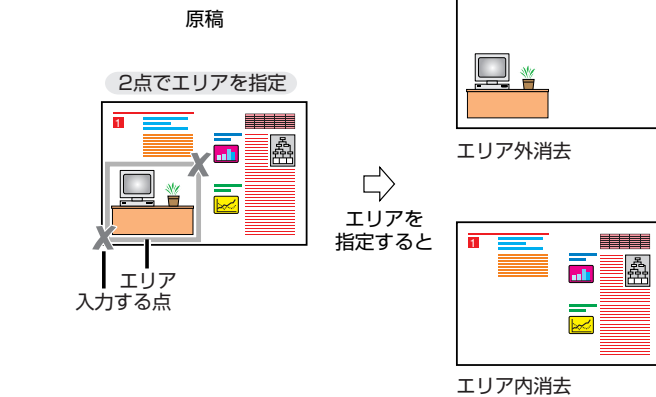 原稿
2点でエリアを指定
1
エリア
入力する点
エリアを
指定すると
エリア外消去
1
エリア内消去